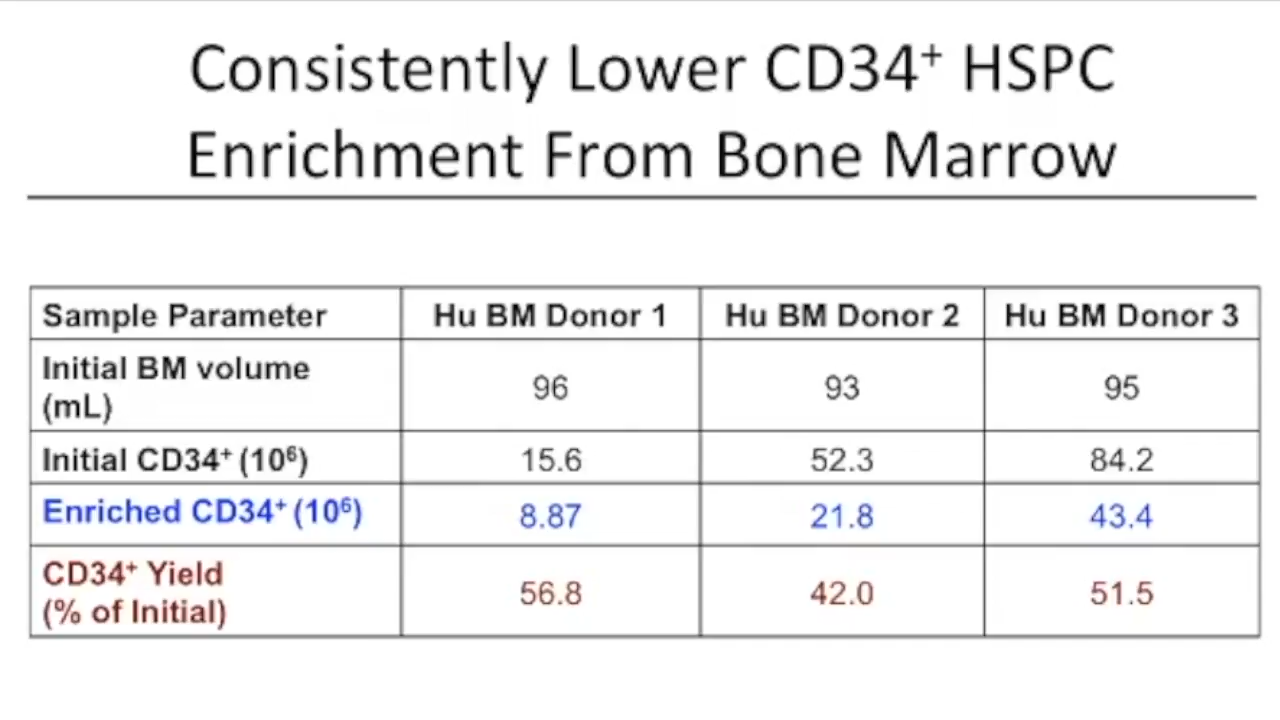 Consistently Lower CD34⁺ HSPC
Enrichment From Bone Marrow
Sample Parameter Hu BM Donor 1 Hu BM Donor 2 Hu BM Donor 3
Initial BM volume
(mL) 96 93 95
Initial CD34⁺ (10⁶) 15.6 52.3 84.2
Enriched CD34⁺ (10⁶) 8.87 21.8 43.4
CD34⁺ Yield
(% of Initial) 56.8 42.0 51.5